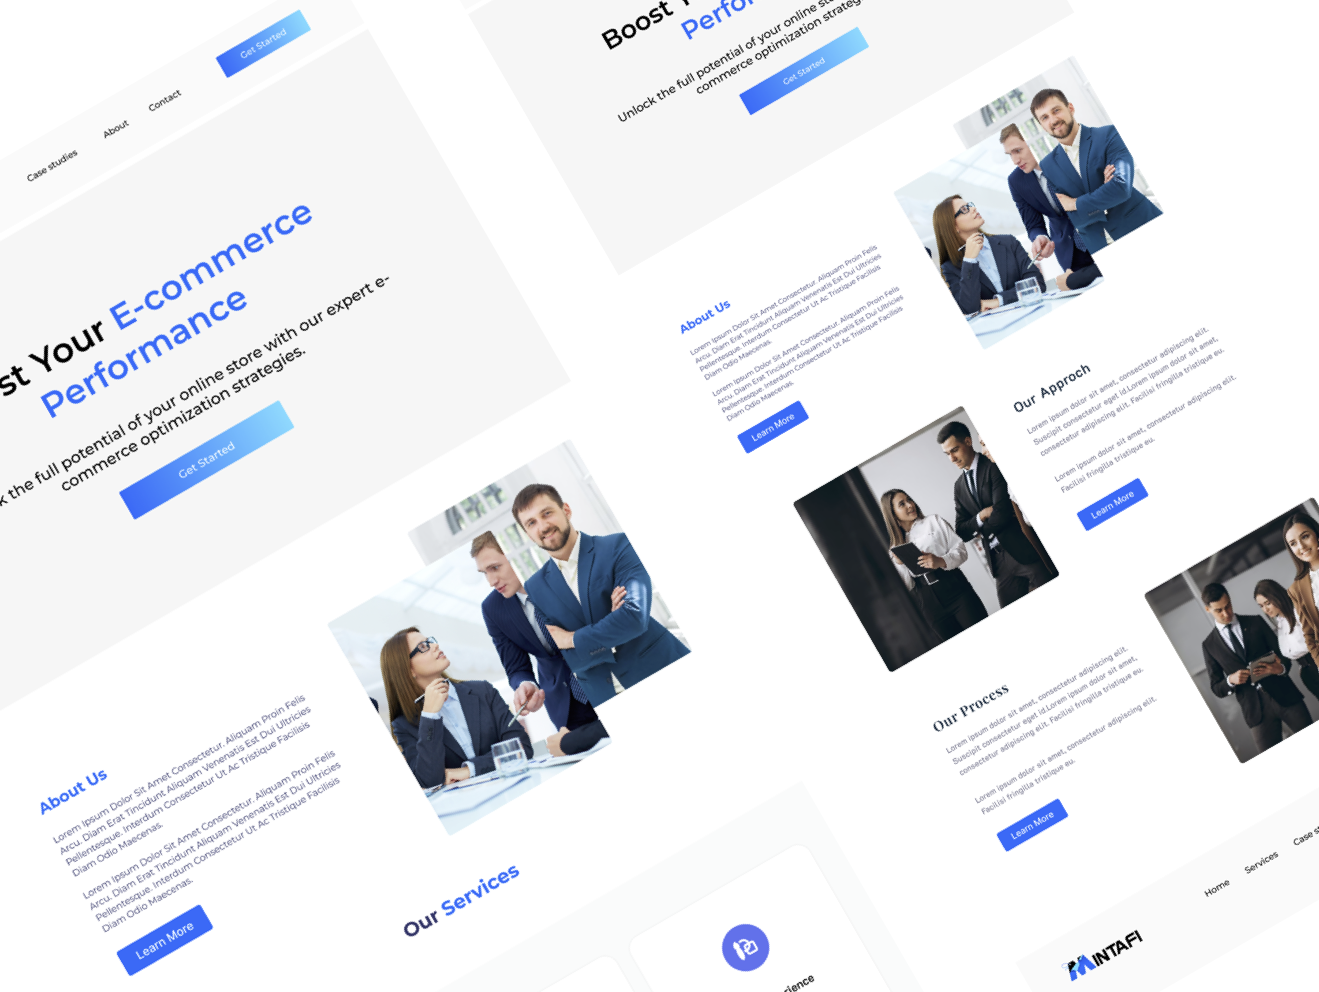 Get Started
Case studies
About
Contact
st Your E-commerce
Performance
k the full potential of your online store with our expert e-
commerce optimization strategies.
Get Started
About Us
Lorem Ipsum Dolor Sit Amet Consectetur. Aliquam Proin Felis
Arcu. Diam Erat Tincidunt Aliquam Venenatis Est Dui Ultricies
Pellentesque. Interdum Consectetur Ut Ac Tristique Facilisis
Diam Odio Maecenas.
Lorem Ipsum Dolor Sit Amet Consectetur. Aliquam Proin Felis
Arcu. Diam Erat Tincidunt Aliquam Venenatis Est Dui Ultricies
Pellentesque. Interdum Consectetur Ut Ac Tristique Facilisis
Diam Odio Maecenas.
Learn More
Our Services
rience
Boost Y
Perfor
Unlock the full potential of your online sto
commerce optimization strateg
Get Started
About Us
Lorem Ipsum Dolor Sit Amet Consectetur. Aliquam Proin Felis
Arcu. Diam Erat Tincidunt Aliquam Venenatis Est Dui Ultricies
Pellentesque. Interdum Consectetur Ut Ac Tristique Facilisis
Diam Odio Maecenas.
Lorem Ipsum Dolor Sit Amet Consectetur. Aliquam Proin Felis
Arcu. Diam Erat Tincidunt Aliquam Venenatis Est Dui Ultricies
Pellentesque. Interdum Consectetur Ut Ac Tristique Facilisis
Diam Odio Maecenas.
Learn More
Our Approch
Lorem ipsum dolor sit amet, consectetur adipiscing elit.
Suscipit consectetur eget id.Lorem ipsum dolor sit amet,
consectetur adipiscing elit. Facilisi fringilla tristique eu.
Lorem ipsum dolor sit amet, consectetur adipiscing elit.
Facilisi fringilla tristique eu.
Learn More
Our Process
Lorem ipsum dolor sit amet, consectetur adipiscing elit.
Suscipit consectetur eget id.Lorem ipsum dolor sit amet,
consectetur adipiscing elit. Facilisi fringilla tristique eu.
Lorem ipsum dolor sit amet, consectetur adipiscing elit.
Facilisi fringilla tristique eu.
Learn More
Home
Services
Case s
MINTAFI